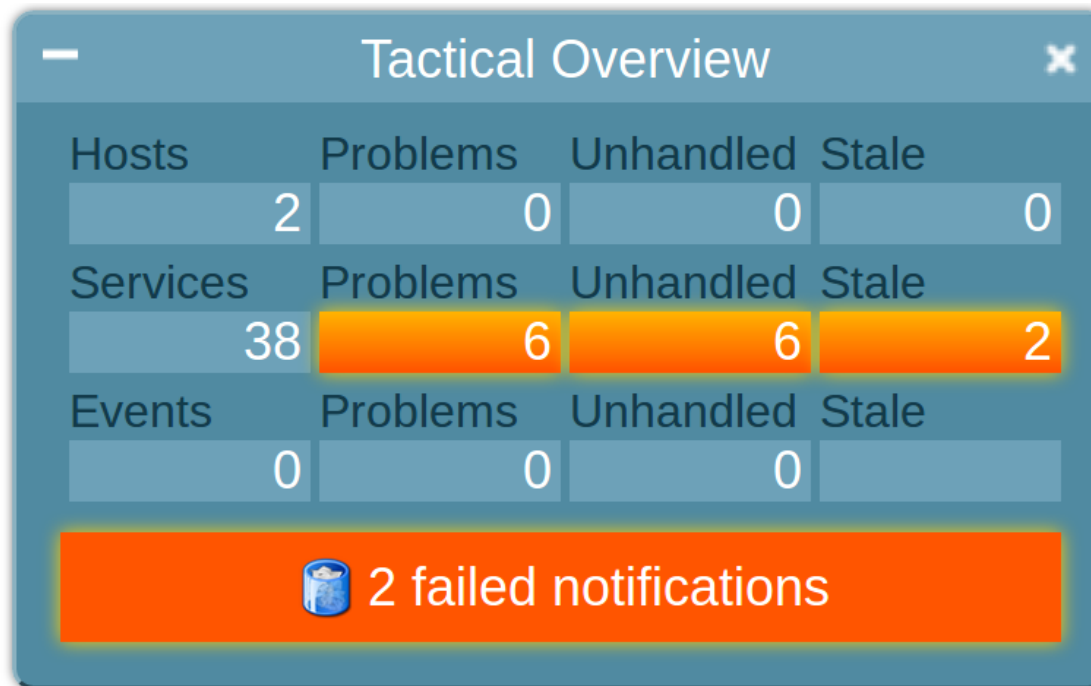 Tactical Overview
Hosts Problems Unhandled Stale
2 0 0 0
Services Problems Unhandled Stale
38 6 6 2
Events Problems Unhandled Stale
0 0 0
2 failed notifications